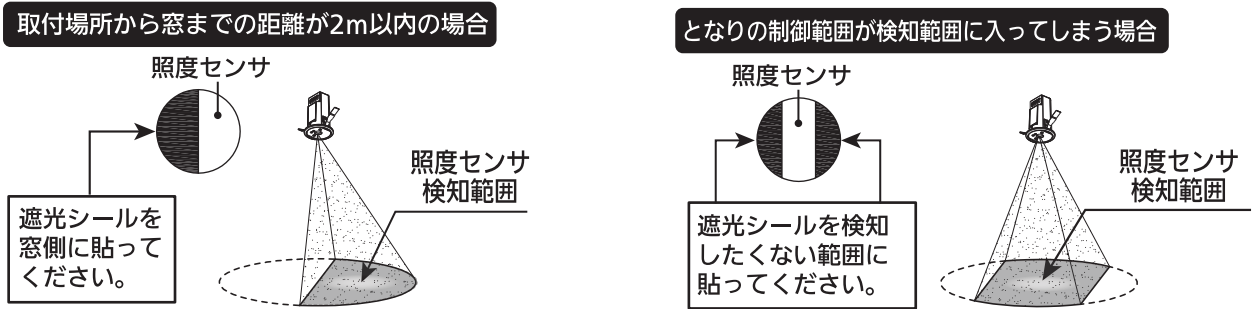 取付場所から窓までの距離が2m以内の場合
照度センサ
照度センサ
検知範囲
遮光シールを
窓側に貼って
ください。
となりの制御範囲が検知範囲に入ってしまう場合
照度センサ
照度センサ
検知範囲
遮光シールを検知
したくない範囲に
貼ってください。